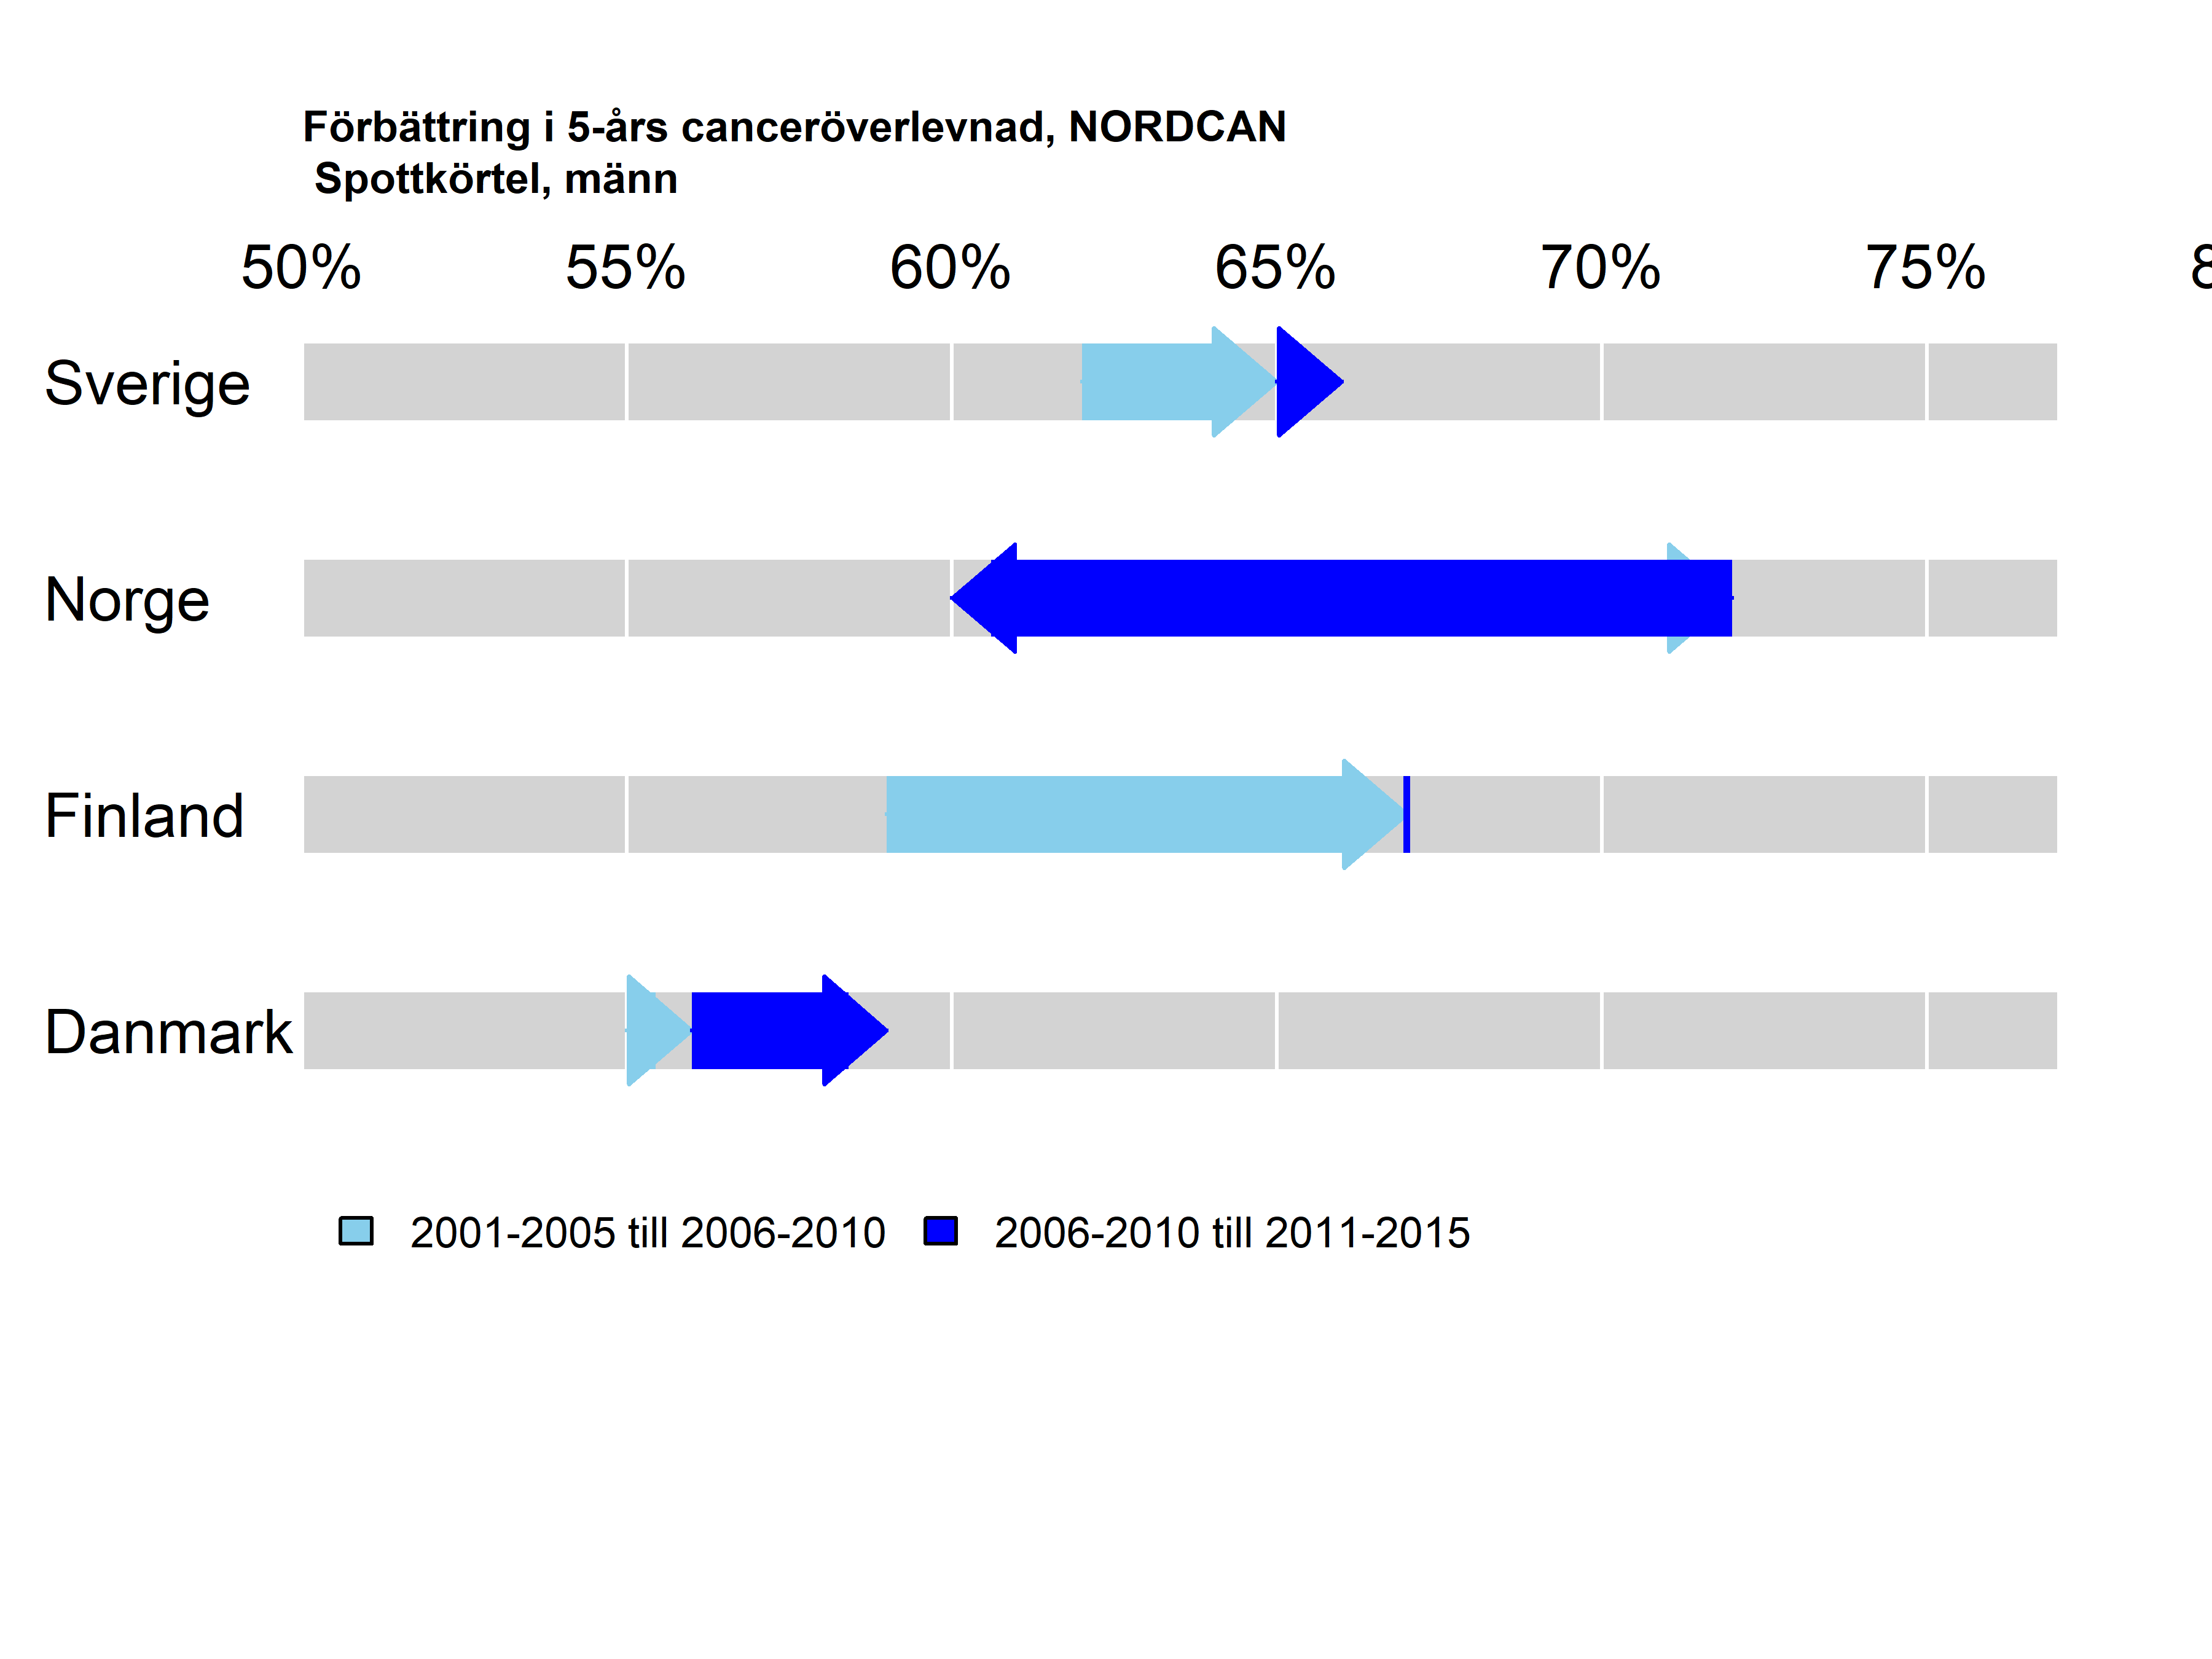 Förbättring i 5-års canceröverlevnad, NORDCAN
Spottkörtel, männ
50% 55% 60% 65% 70% 75% 8
Sverige
Norge
Finland
Danmark
2001-2005 till 2006-2010 2006-2010 till 2011-2015